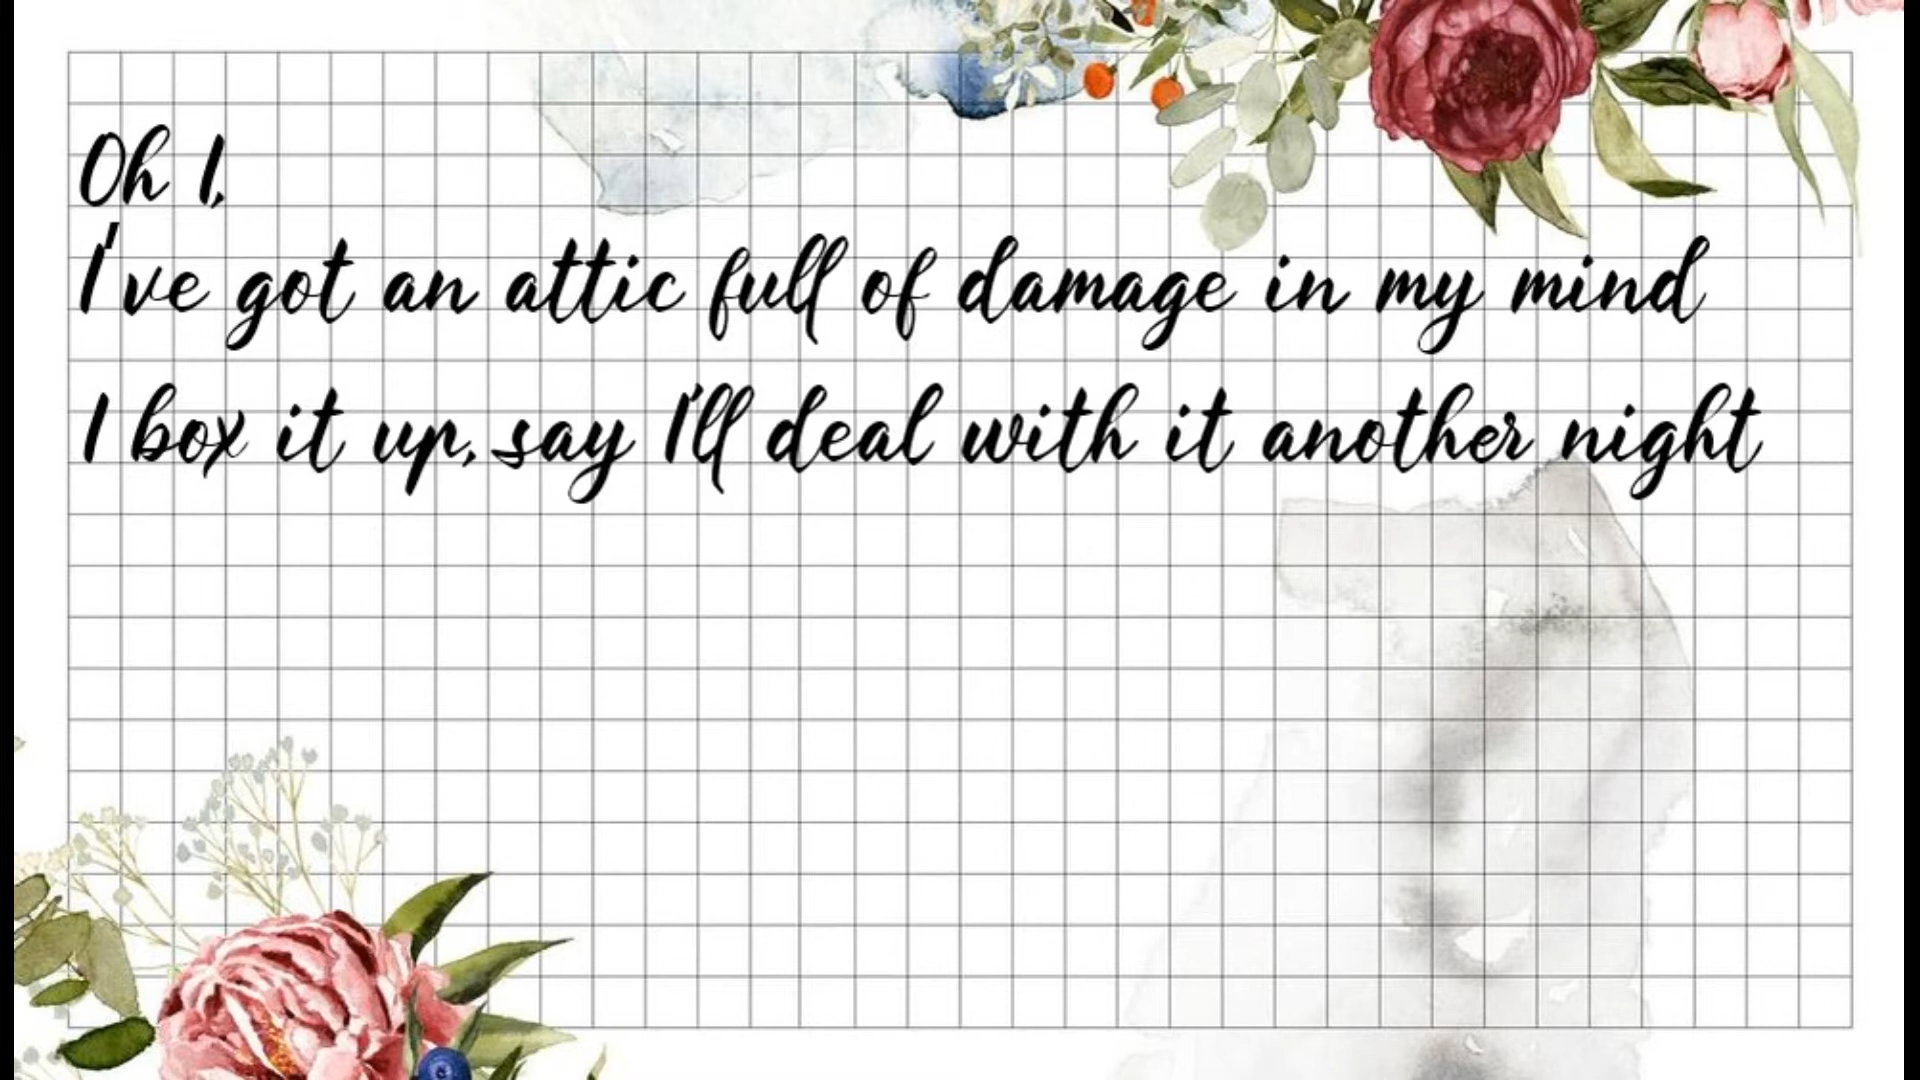 Oh I,
I've got an attic full of damage in my mind
I box it up, say I'll deal with it another night